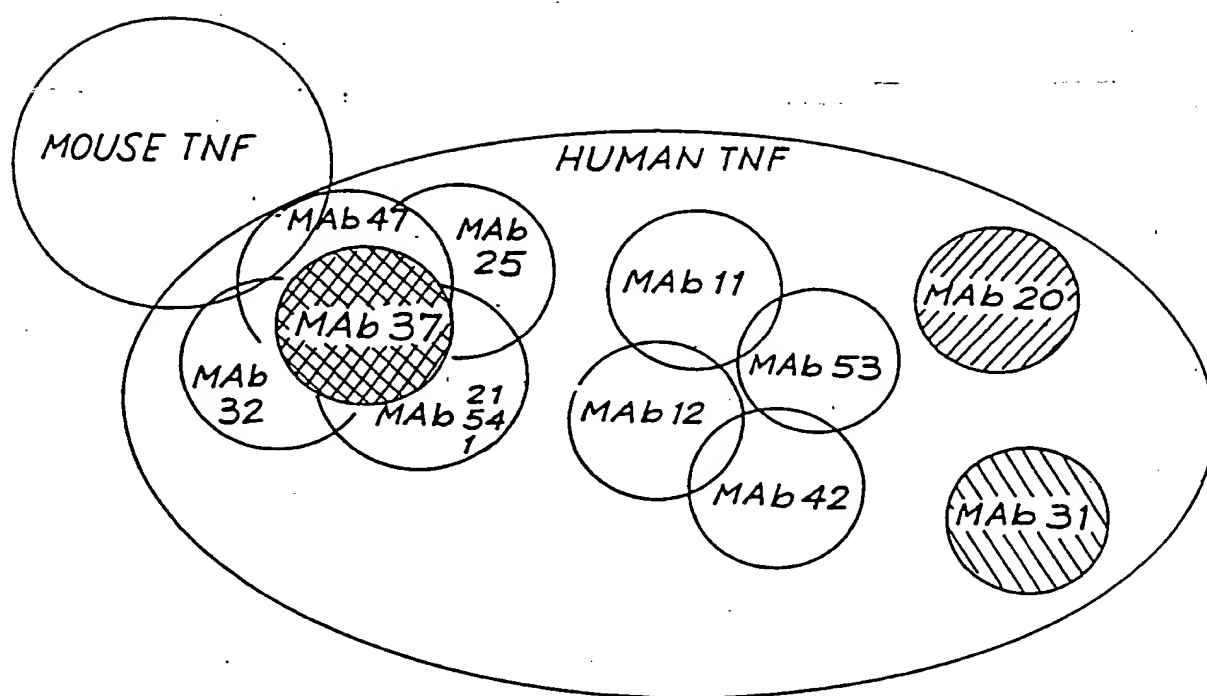 MOUSE TNF
HUMAN TNF
MAb 47
MAb
25
MAb 37
MAb
32
MAb 21
54
1
MAb 11
MAb 53
MAb 12
MAb 42
MAb 20
MAb 31